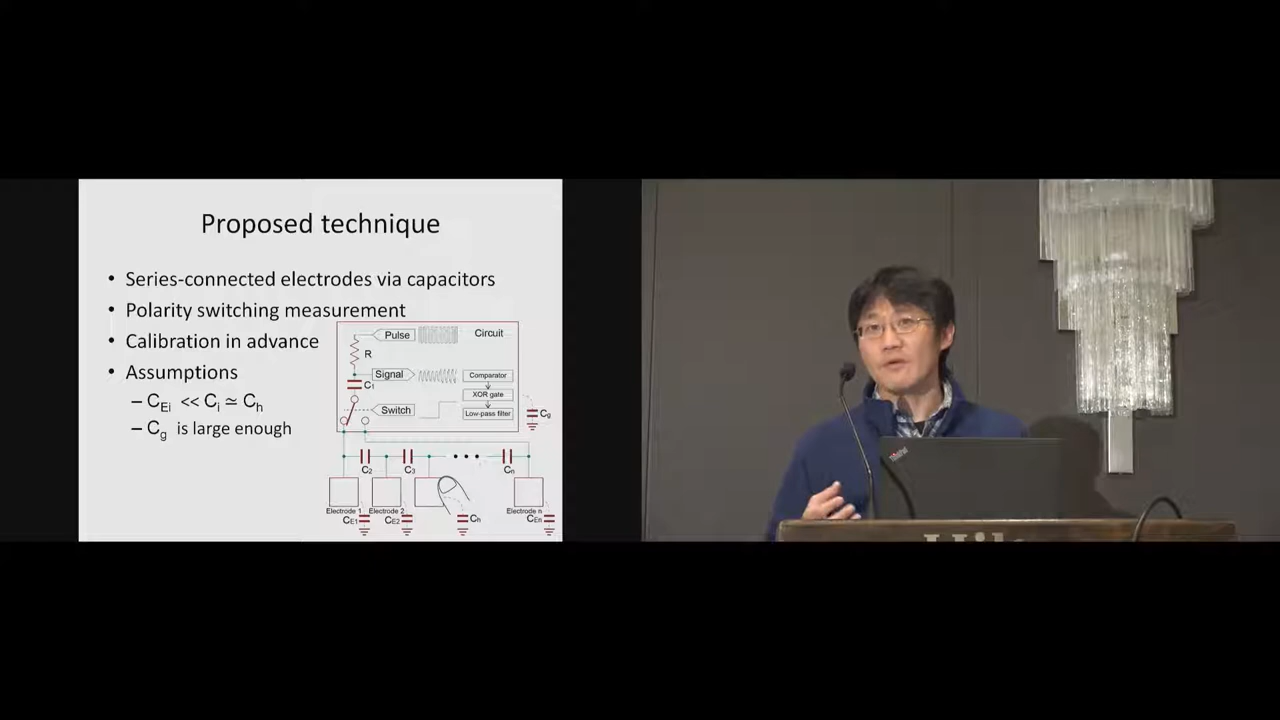 Proposed technique
• Series-connected electrodes via capacitors
• Polarity switching measurement
• Calibration in advance
• Assumptions
– CEi << Ci ≃ Ch
– Cg is large enough
Pulse
Circuit
R
Signal
C1
Comparator
XOR gate
Low-pass filter
Switch
Cg
C2
C3
• • •
Cn
Electrode 1
Electrode 2
Electrode n
CE1
CE2
Ch
CEn
ThinkPad